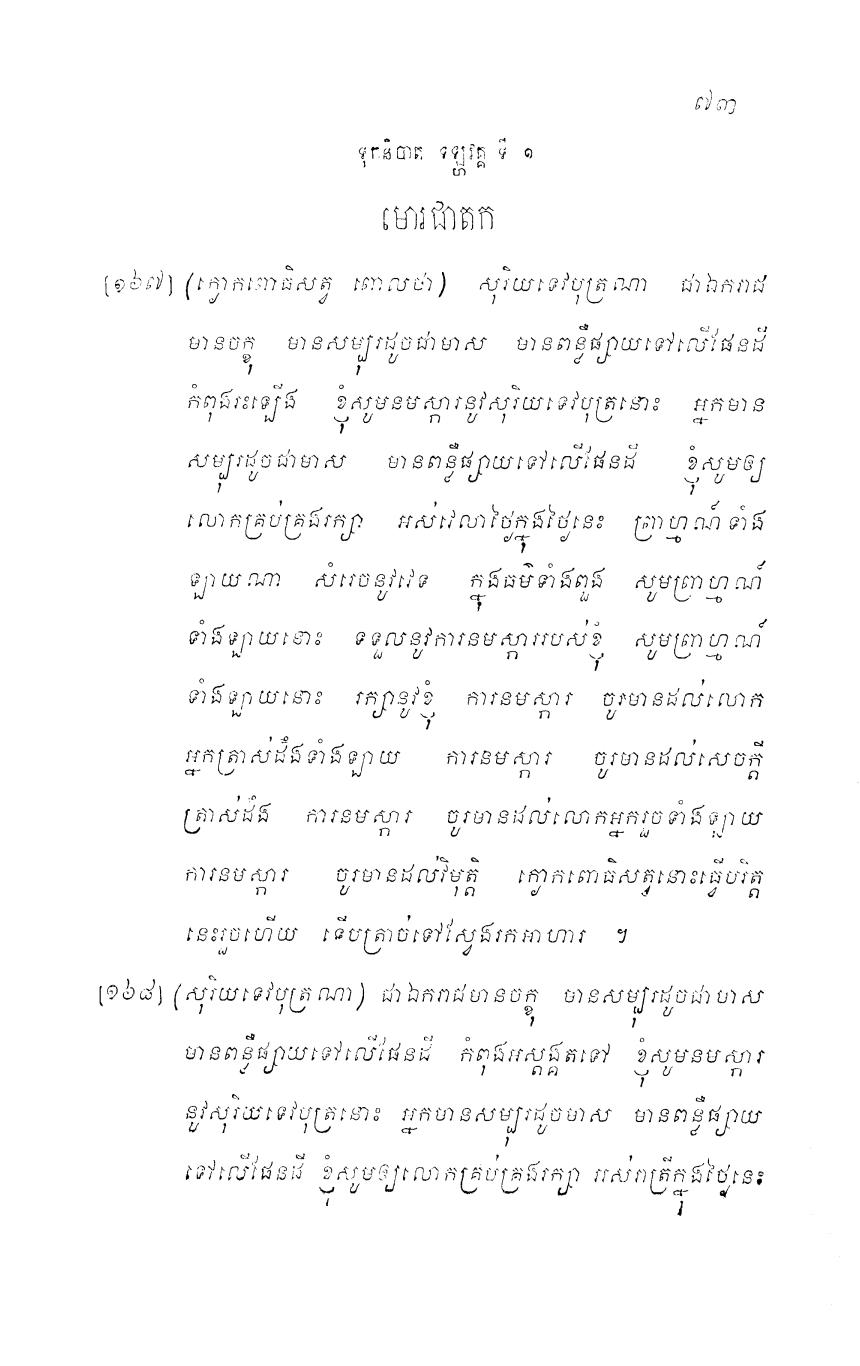 ៧៣
ទុកនិបាត ទឡ្ហវគ្គ ទី ១
មោរជាតក
[១៦៧] (ក្ងោកពោធិសត្វ ពោលថា) សុរិយទេវបុត្រណា ជាឯករាជ
មានចក្ខុ មានសម្បុរដូចជាមាស មានពន្លឺផ្សាយទៅលើផែនដី
កំពុងរះឡើង ខ្ញុំសូមនមស្ការនូវសុរិយទេវបុត្រនោះ អ្នកមាន
សម្បុរដូចជាមាស មានពន្លឺផ្សាយទៅលើផែនដី ខ្ញុំសូមឲ្យ
លោកគ្រប់គ្រងរក្សា អស់វេលាថ្ងៃក្នុងថ្ងៃនេះ ព្រាហ្មណ៍ទាំង
ឡាយណា សំរេចនូវវេទ ក្នុងធម៌ទាំងពួង សូមព្រាហ្មណ៍
ទាំងឡាយនោះ ទទួលនូវការនមស្ការរបស់ខ្ញុំ សូមព្រាហ្មណ៍
ទាំងឡាយនោះ រក្សានូវខ្ញុំ ការនមស្ការ ចូរមានដល់លោក
អ្នកត្រាស់ដឹងទាំងឡាយ ការនមស្ការ ចូរមានដល់សេចក្តី
ត្រាស់ដឹង ការនមស្ការ ចូរមានដល់លោកអ្នករួចទាំងឡាយ
ការនមស្ការ ចូរមានដល់វិមុត្តិ ក្ងោកពោធិសត្វនោះធ្វើបរិត្ត
នេះរួចហើយ ទើបត្រាច់ទៅស្វែងរកអាហារ ។
[១៦៨] (សុរិយទេវបុត្រណា) ជាឯករាជមានចក្ខុ មានសម្បុរដូចជាមាស
មានពន្លឺផ្សាយទៅលើផែនដី កំពុងអស្តង្គតទៅ ខ្ញុំសូមនមស្ការ
នូវសុរិយទេវបុត្រនោះ អ្នកមានសម្បុរដូចមាស មានពន្លឺផ្សាយ
ទៅលើផែនដី ខ្ញុំសូមឲ្យលោកគ្រប់គ្រងរក្សា អស់រាត្រីក្នុងថ្ងៃនេះ